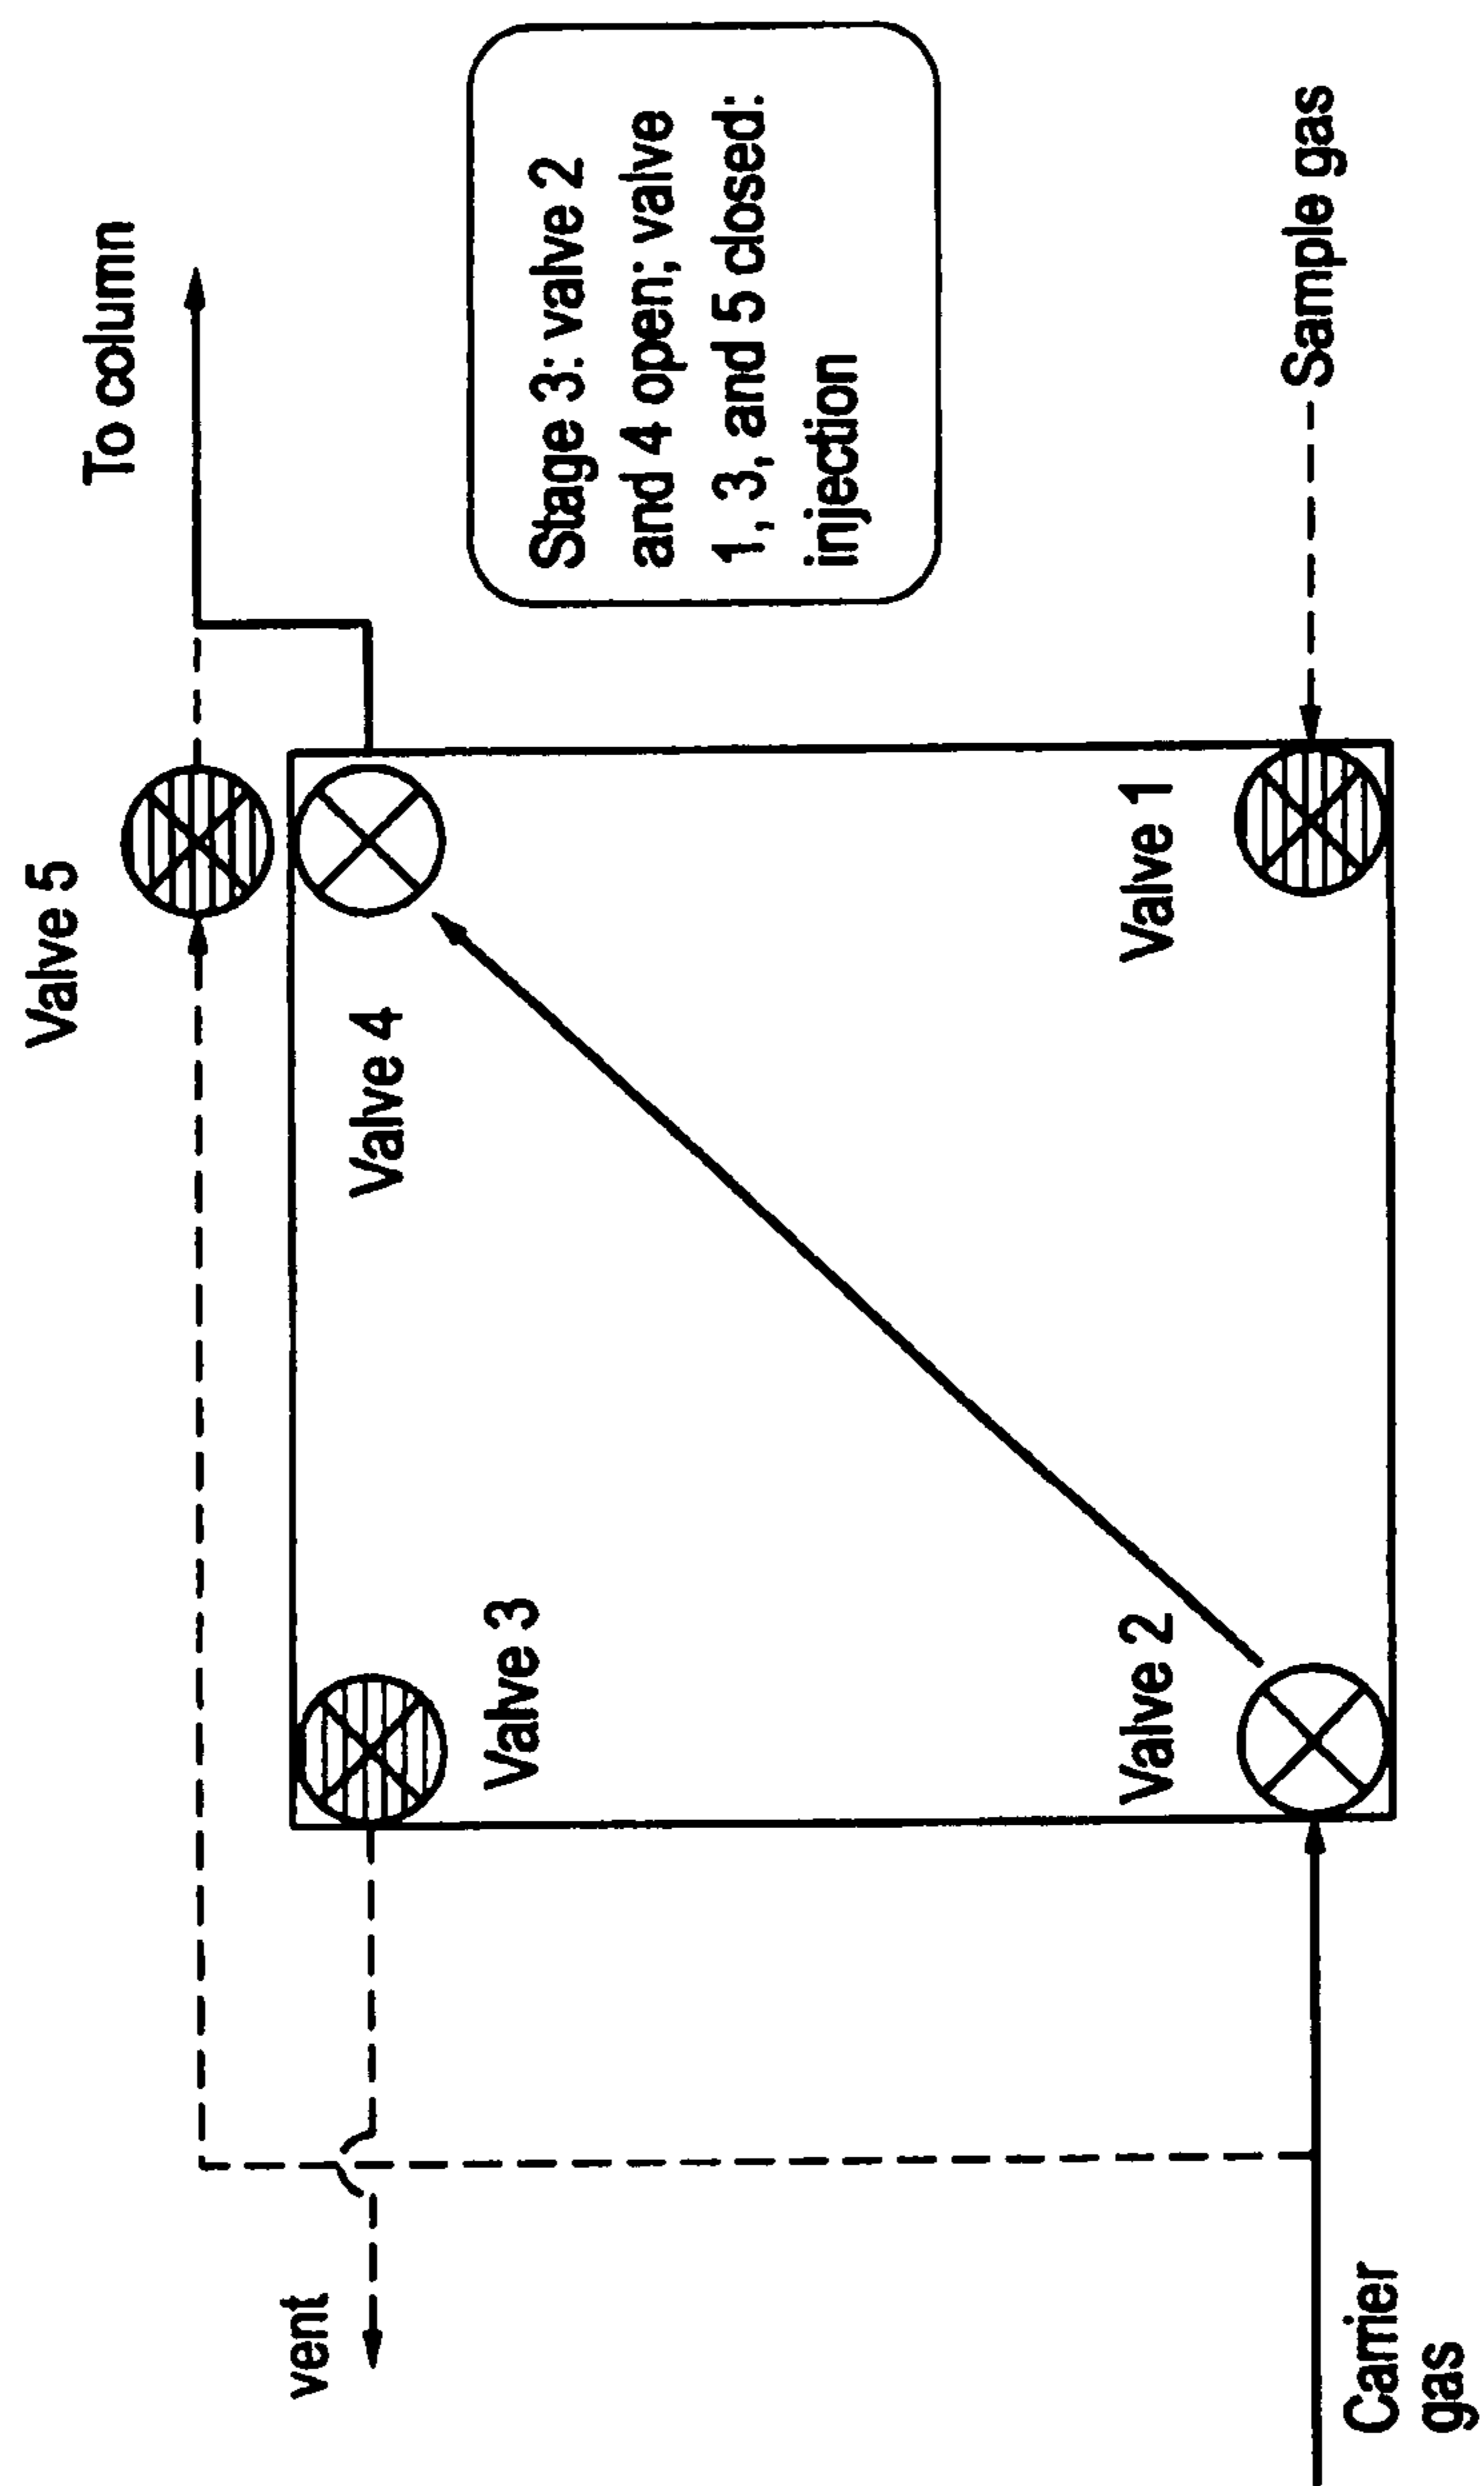 Valve 5
To column
vent
Valve 4
Valve 3
Stage 3: valve 2
and 4 open; valve
1, 3, and 5 closed:
injection
Valve 2
Valve 1
Sample gas
Carrier
gas